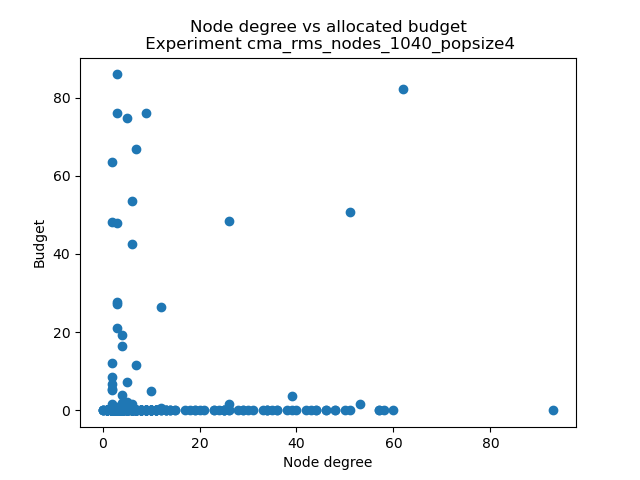 Node degree vs allocated budget
Experiment cma_rms_nodes_1040_popsize4
80
60
40
20
0
Budget
0 20 40 60 80
Node degree